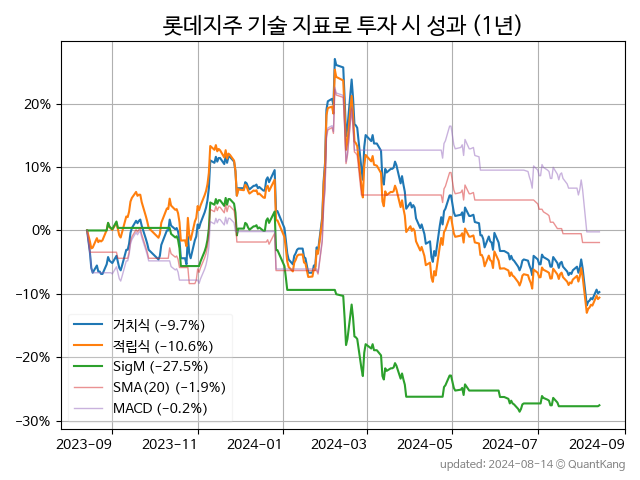 롯데지주 기술 지표로 투자 시 성과 (1년)
20%
10%
0%
−10%
−20%
−30%
거치식 (−9.7%)
적립식 (−10.6%)
SigM (−27.5%)
SMA(20) (−1.9%)
MACD (−0.2%)
2023-09 2023-11 2024-01 2024-03 2024-05 2024-07 2024-09
updated: 2024-08-14 @ QuantKang